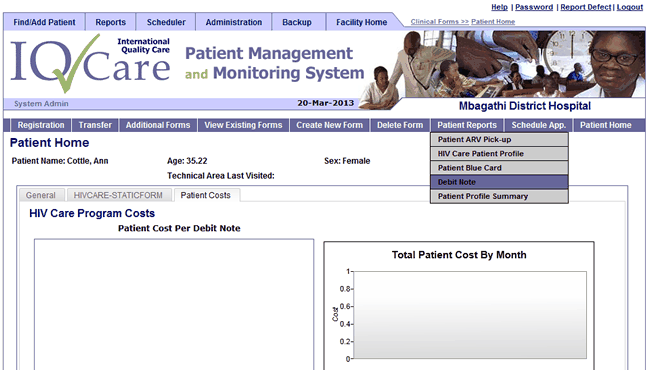 Help | Password | Report Defect | Logout
Find/Add Patient Reports Scheduler Administration Backup Facility Home
Clinical Forms >> Patient Home
IQCare International Quality Care
Patient Management and Monitoring System
System Admin 20-Mar-2013 Mbagathi District Hospital
Registration Transfer Additional Forms View Existing Forms Create New Form Delete Form Patient Reports Schedule App. Patient Home
Patient ARV Pick-up
HIV Care Patient Profile
Patient Blue Card
Debit Note
Patient Profile Summary
Patient Home
Patient Name: Cottle, Ann Age: 35.22 Sex: Female
Technical Area Last Visited:
General HIVCARE-STATICFORM Patient Costs
HIV Care Program Costs
Patient Cost Per Debit Note
Total Patient Cost By Month
1
0.8
0.6
0.4
0.2
0
Cost